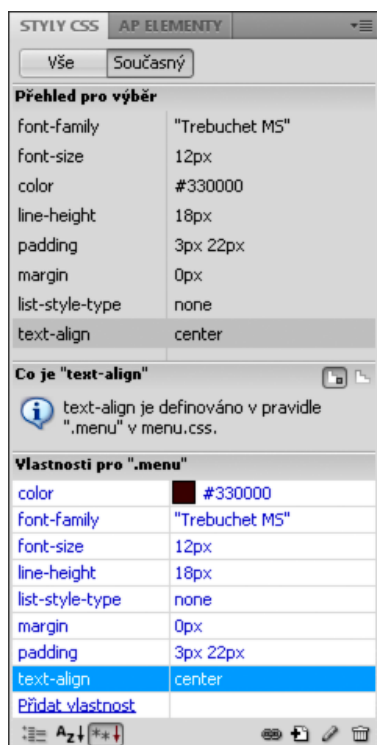 STYLY CSS AP ELEMENTY
Vše Současný
Přehled pro výběr
font-family "Trebuchet MS"
font-size 12px
color #330000
line-height 18px
padding 3px 22px
margin 0px
list-style-type none
text-align center
Co je "text-align"
text-align je definováno v pravidle
".menu" v menu.css.
Vlastnosti pro ".menu"
color #330000
font-family "Trebuchet MS"
font-size 12px
line-height 18px
list-style-type none
margin 0px
padding 3px 22px
text-align center
Přidat vlastnost
Az↓ **↓